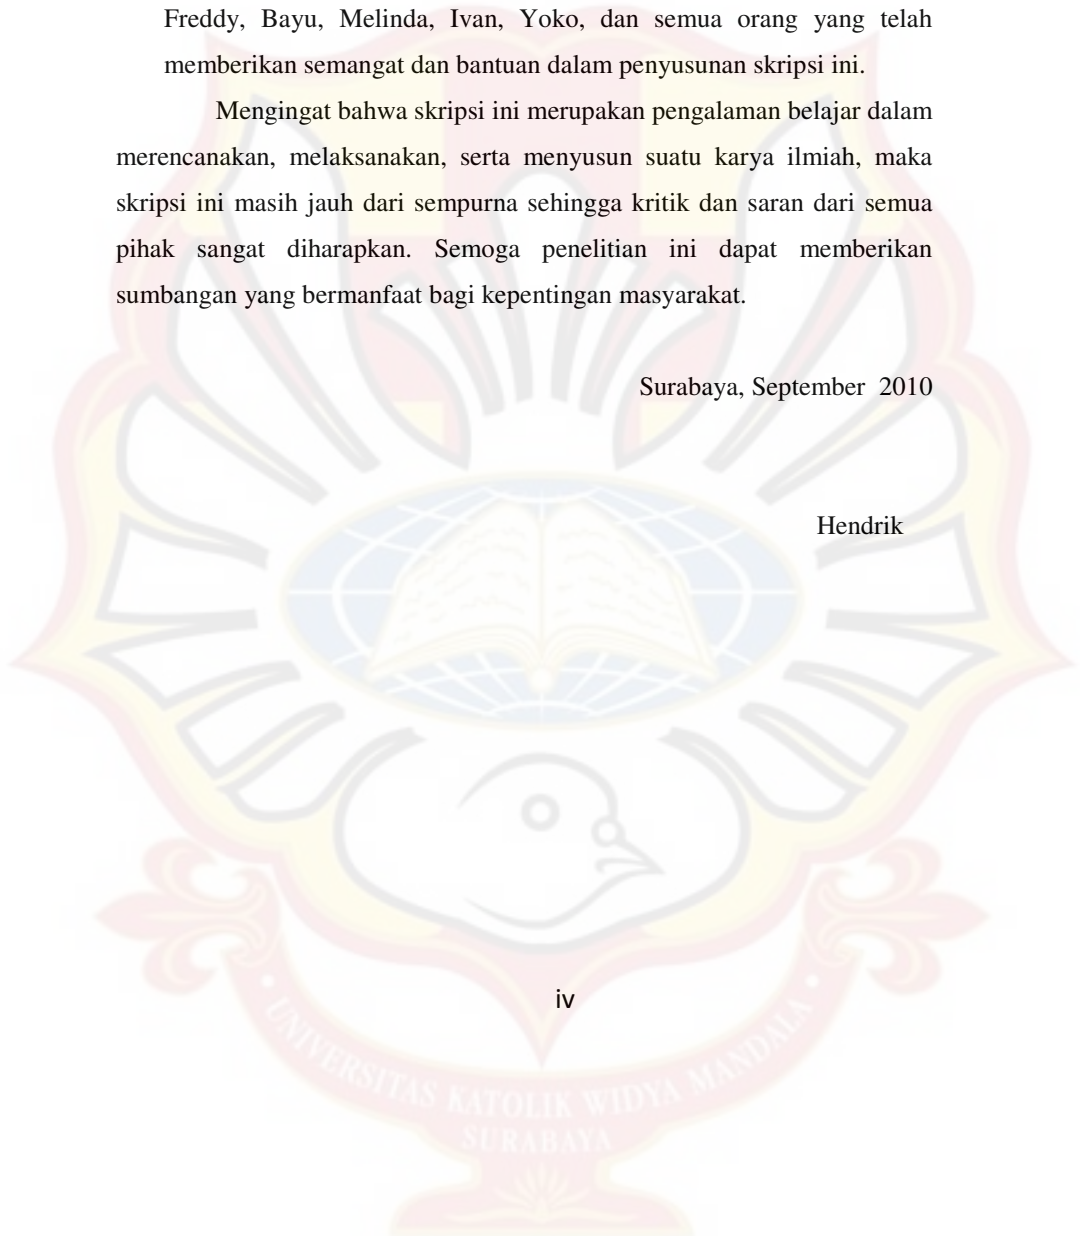 Freddy, Bayu, Melinda, Ivan, Yoko, dan semua orang yang telah
memberikan semangat dan bantuan dalam penyusunan skripsi ini.
Mengingat bahwa skripsi ini merupakan pengalaman belajar dalam
merencanakan, melaksanakan, serta menyusun suatu karya ilmiah, maka
skripsi ini masih jauh dari sempurna sehingga kritik dan saran dari semua
pihak sangat diharapkan. Semoga penelitian ini dapat memberikan
sumbangan yang bermanfaat bagi kepentingan masyarakat.
Surabaya, September 2010
Hendrik
iv
• UNIVERSITAS KATOLIK WIDYA MANDALA •
SURABAYA